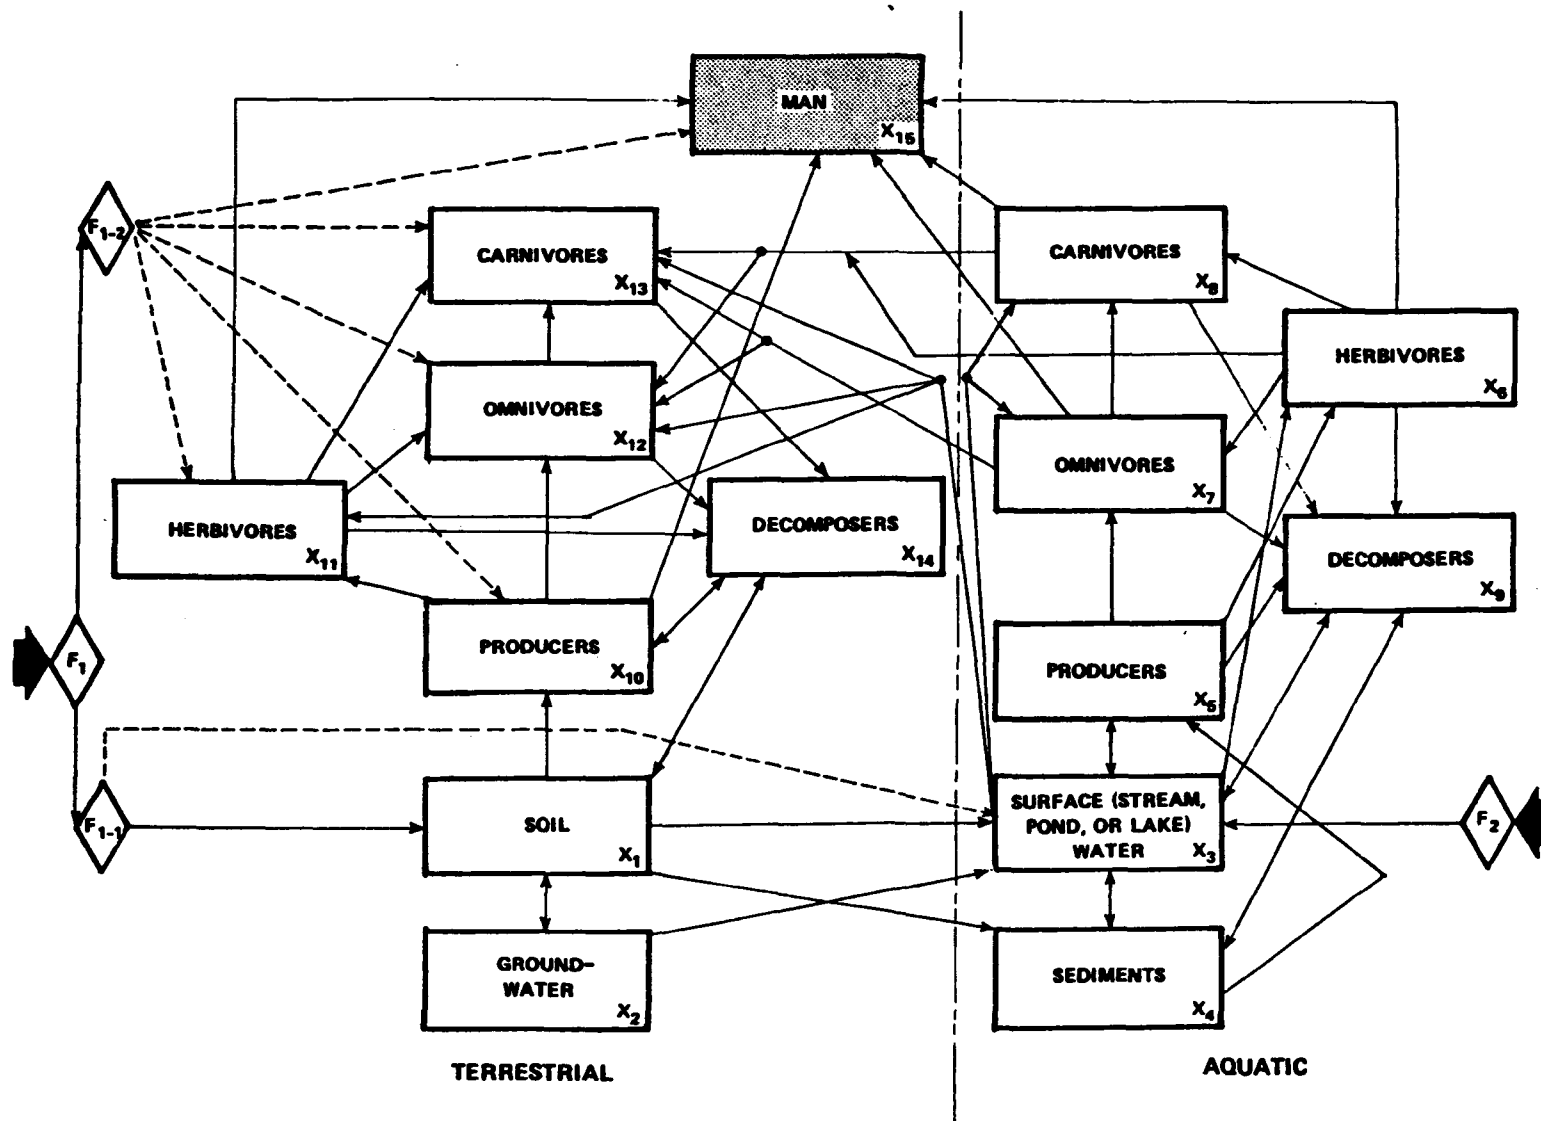 MAN
X15
F1-2
CARNIVORES
X13
CARNIVORES
X8
HERBIVORES
X6
OMNIVORES
X12
OMNIVORES
X7
HERBIVORES
X11
DECOMPOSERS
X14
DECOMPOSERS
X9
PRODUCERS
X10
PRODUCERS
X5
F1
F1-1
SOIL
X1
SURFACE (STREAM,
POND, OR LAKE)
WATER
X3
F2
GROUND-
WATER
X2
SEDIMENTS
X4
TERRESTRIAL
AQUATIC